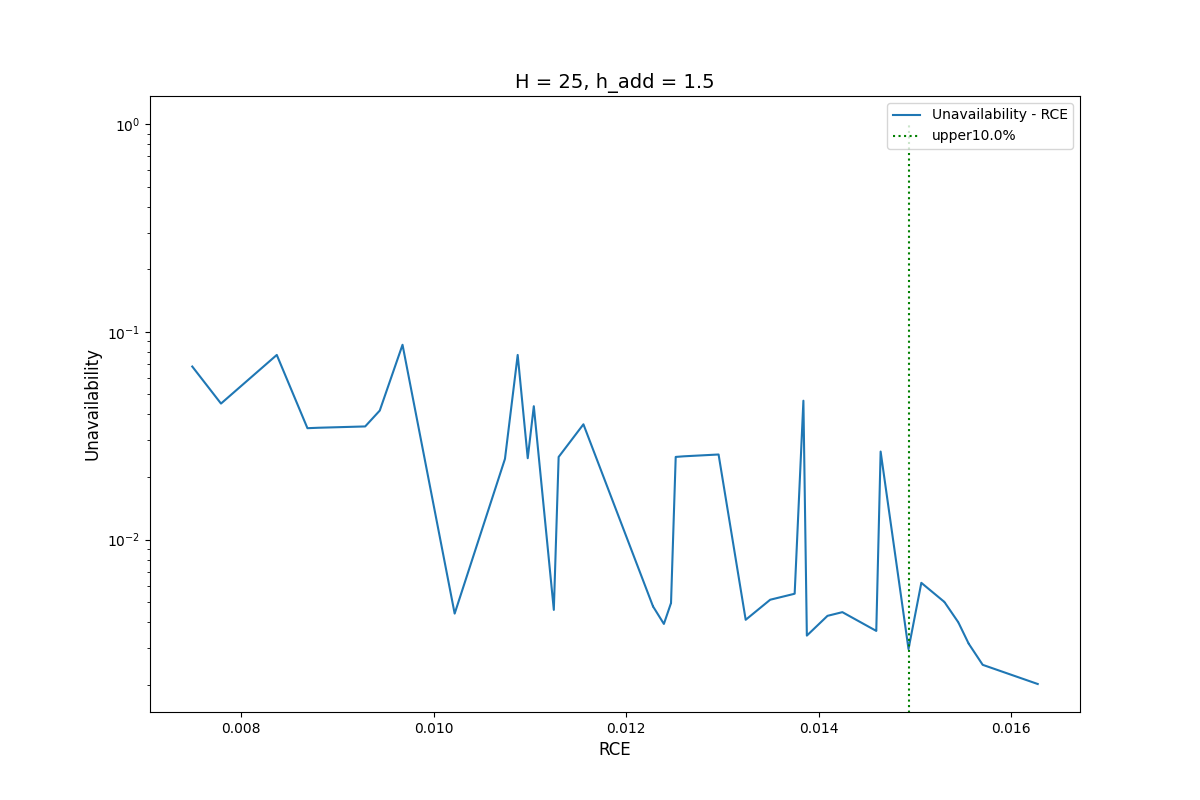 H = 25, h_add = 1.5
Unavailability - RCE
upper10.0%
10⁰
10⁻¹
10⁻²
Unavailability
0.008 0.010 0.012 0.014 0.016
RCE